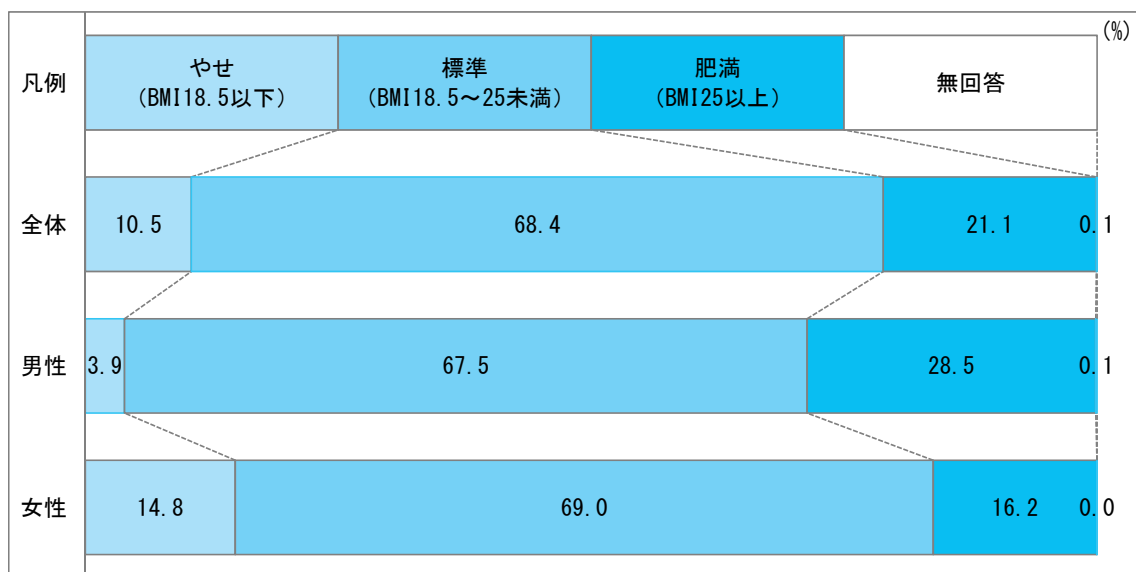 (%)
凡例
やせ
(BMI18.5以下)
標準
(BMI18.5～25未満)
肥満
(BMI25以上)
無回答
全体 10.5 68.4 21.1 0.1
男性 3.9 67.5 28.5 0.1
女性 14.8 69.0 16.2 0.0